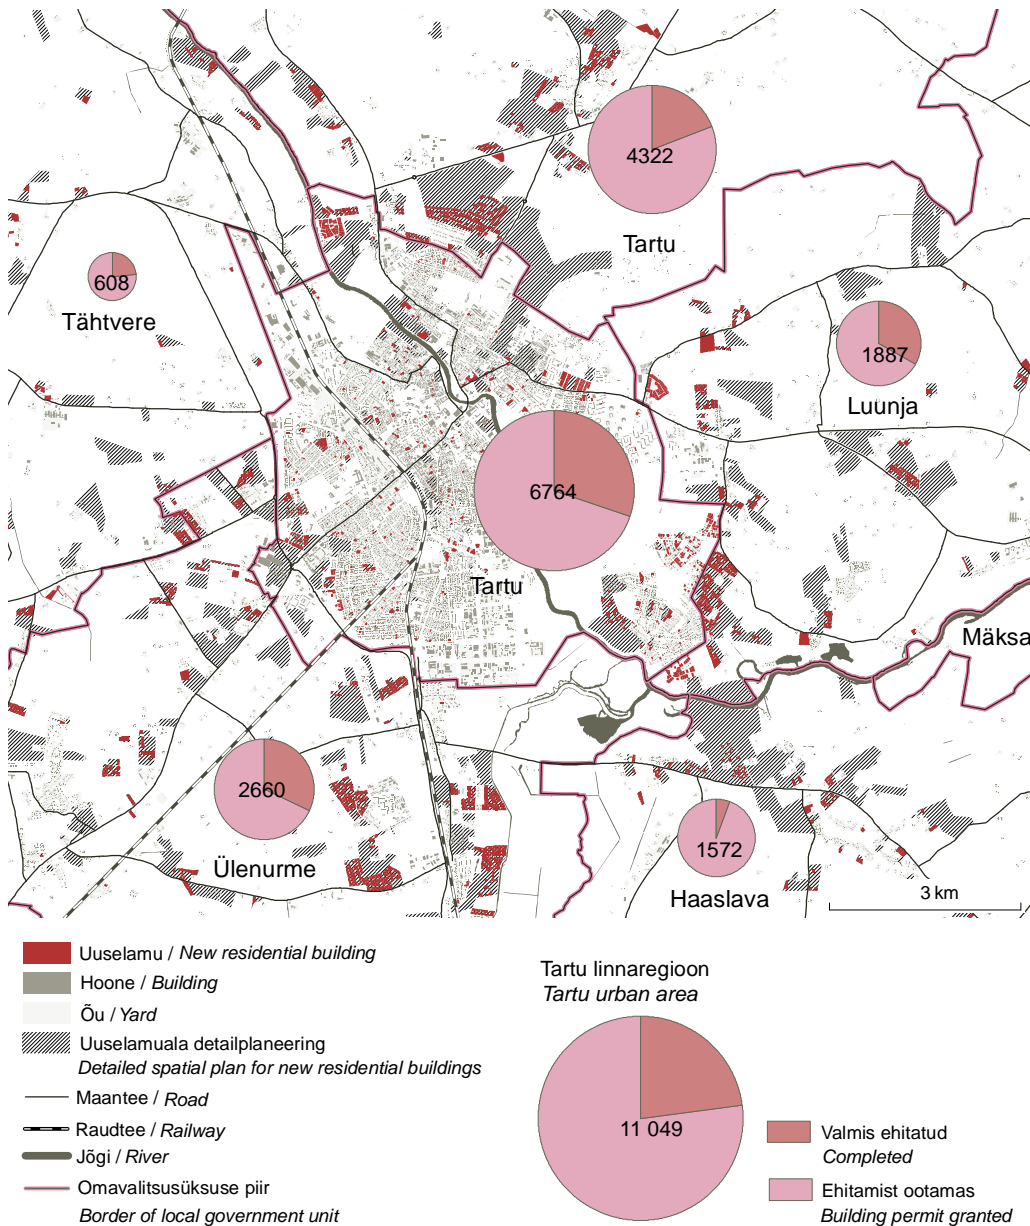 4322
Tartu
608
Tähtvere
1887
Luunja
6764
Tartu
Mäksa
2660
Ülenurme
1572
Haaslava
3 km
Uuselamu / New residential building
Hoone / Building
Õu / Yard
Uuselamuala detailplaneering
Detailed spatial plan for new residential buildings
Maantee / Road
Raudtee / Railway
Jõgi / River
Omavalitsusüksuse piir
Border of local government unit
Tartu linnaregioon
Tartu urban area
11 049
Valmis ehitatud
Completed
Ehitamist ootamas
Building permit granted